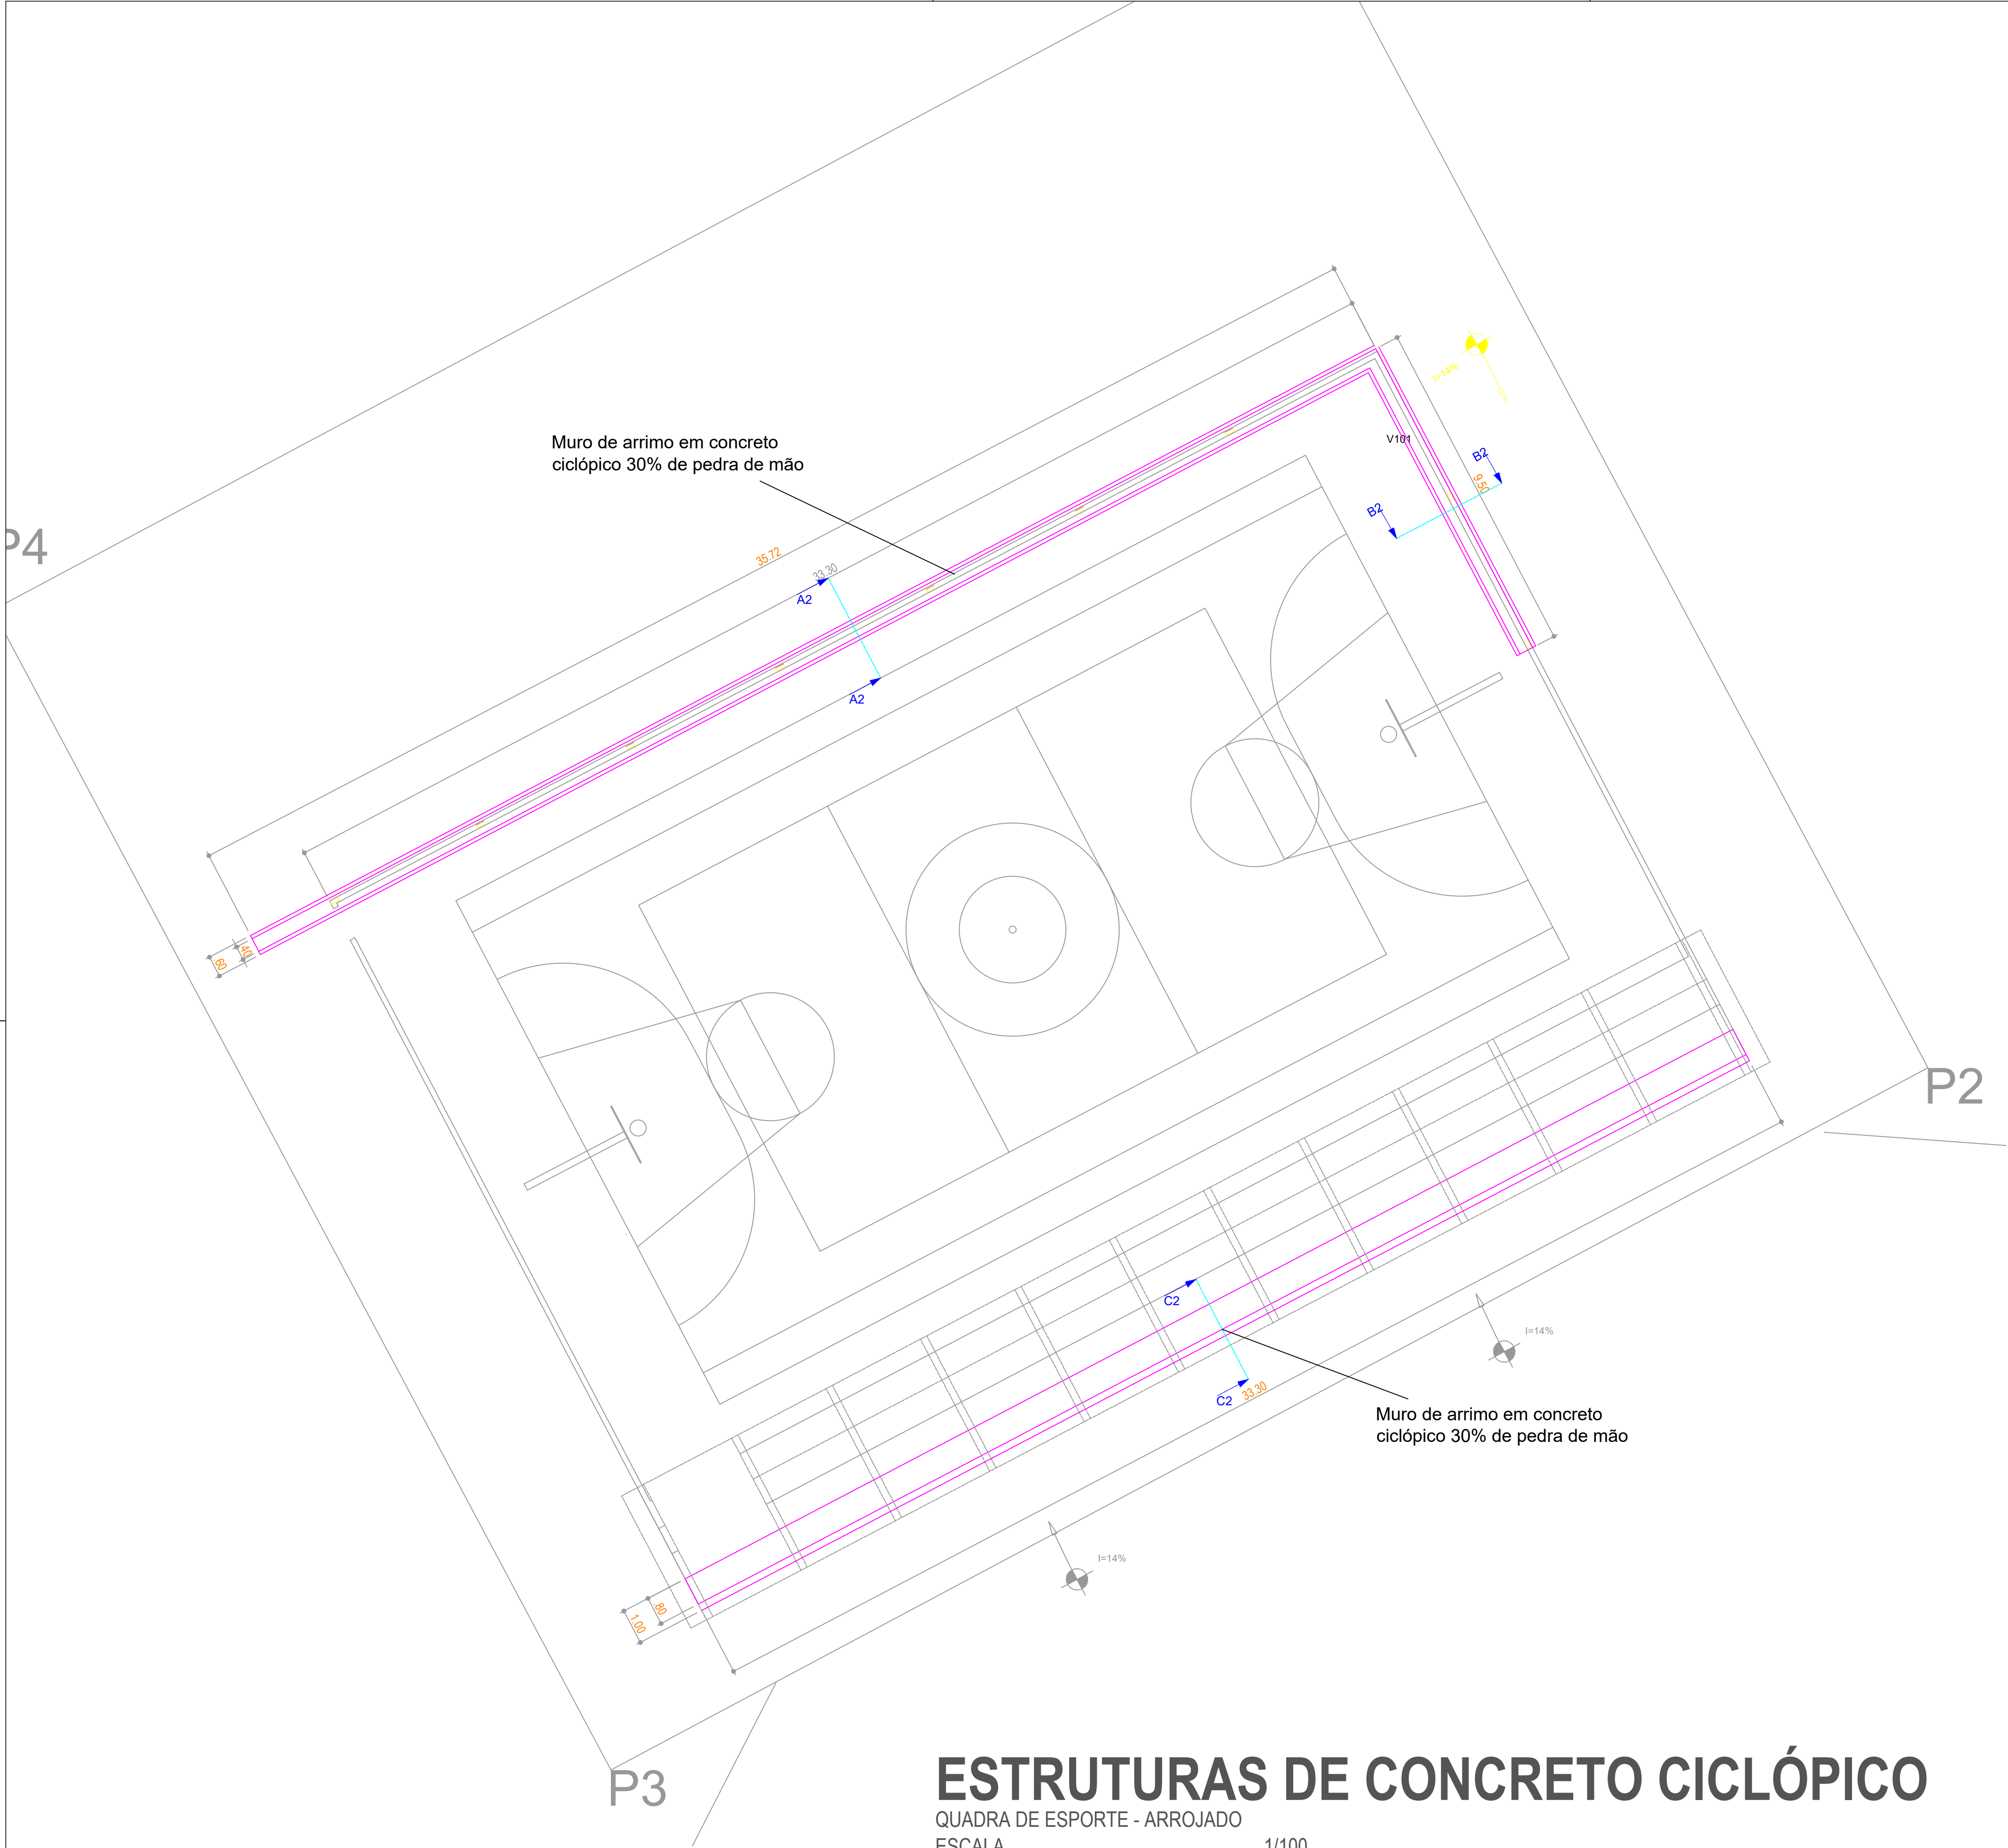 I=14%
V101
Muro de arrimo em concreto
ciclópico 30% de pedra de mão
B2
9.50
B2
P4
35.72
33.30
A2
A2
.40
.60
P2
C2
I=14%
C2
33.30
Muro de arrimo em concreto
ciclópico 30% de pedra de mão
I=14%
.80
1.00
P3
ESTRUTURAS DE CONCRETO CICLÓPICO
QUADRA DE ESPORTE - ARROJADO
ESCALA 1/100